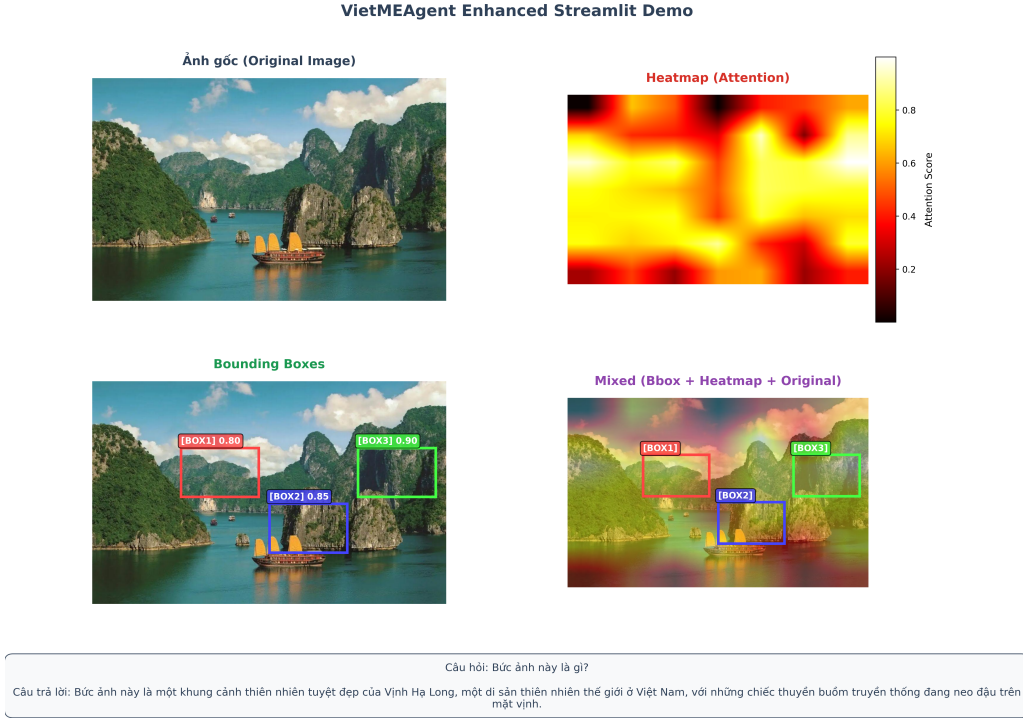 VietMEAgent Enhanced Streamlit Demo
Ảnh gốc (Original Image)
Heatmap (Attention)
0.8
0.6
0.4
0.2
Attention Score
Bounding Boxes
[BOX1] 0.80
[BOX3] 0.90
[BOX2] 0.85
Mixed (Bbox + Heatmap + Original)
[BOX1]
[BOX3]
[BOX2]
Câu hỏi: Bức ảnh này là gì?
Câu trả lời: Bức ảnh này là một khung cảnh thiên nhiên tuyệt đẹp của Vịnh Hạ Long, một di sản thiên nhiên thế giới ở Việt Nam, với những chiếc thuyền buồm truyền thống đang neo đậu trên
mặt vịnh.